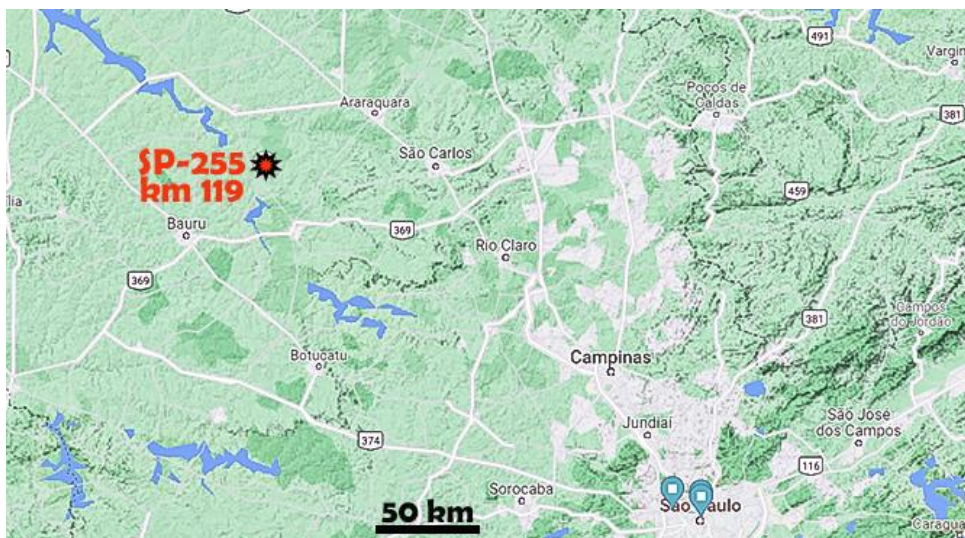 491
Varginh
Araraquara
Poços de
Caldas
381
São Carlos
SP-255
km 119
459
lia
Bauru
369
Rio Claro
369
381
Campos
do Jordão
Botucatu
Campinas
Jundiaí
São José
dos Campos
374
116
Sorocaba
50 km
São Paulo
Caragua